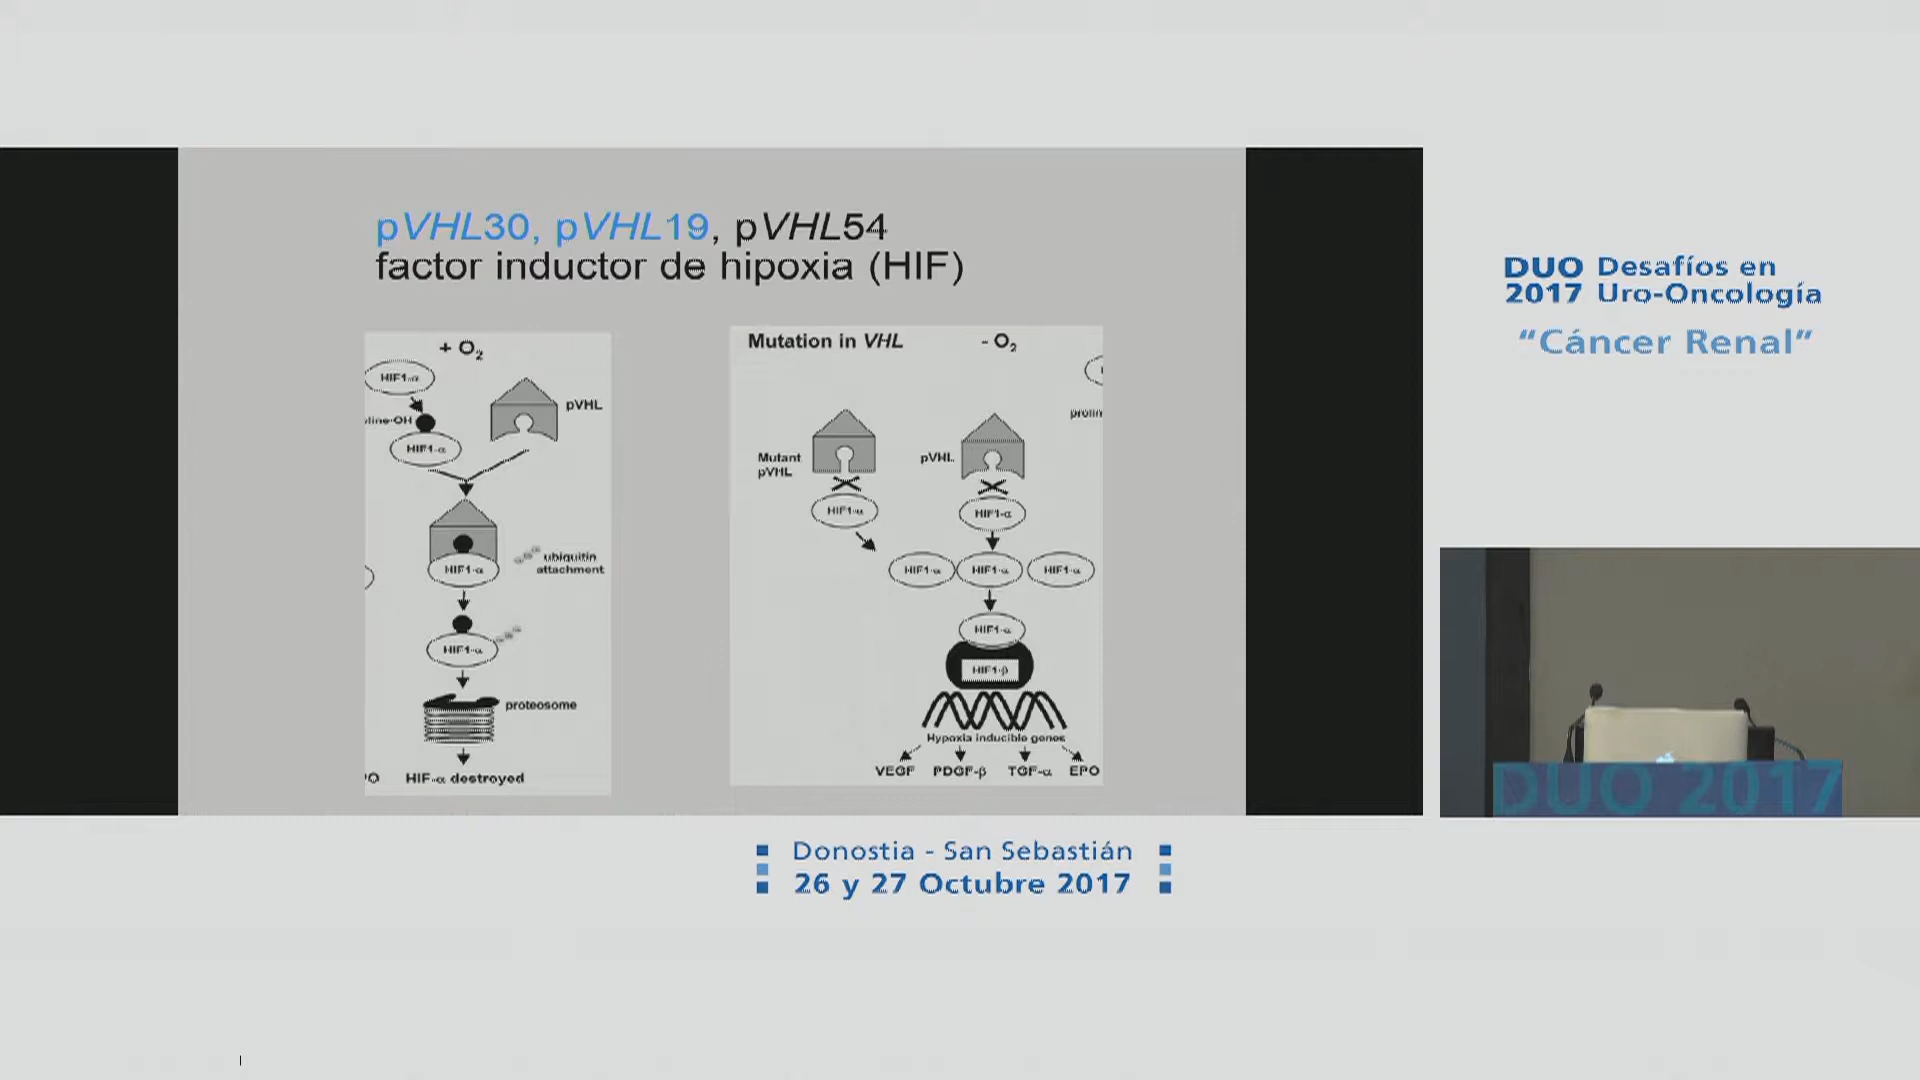 pVHL30, pVHL19, pVHL54
factor inductor de hipoxia (HIF)
+ O2
HIF1-α
pVHL
line-OH
HIF1-α
HIF1-α
ubiquitin
attachment
HIF1-α
proteosome
HIF-α destroyed
Mutation in VHL
- O2
prolin
Mutant
pVHL
pVHL
HIF1-α
HIF1-α
HIF1-α
HIF1-α
HIF1-α
HIF1-α
HIF1-β
Hypoxia inducible genes
VEGF PDGF-β TGF-α EPO
DUO Desafíos en
2017 Uro-Oncología
“Cáncer Renal”
DUO 2017
Donostia - San Sebastián
26 y 27 Octubre 2017